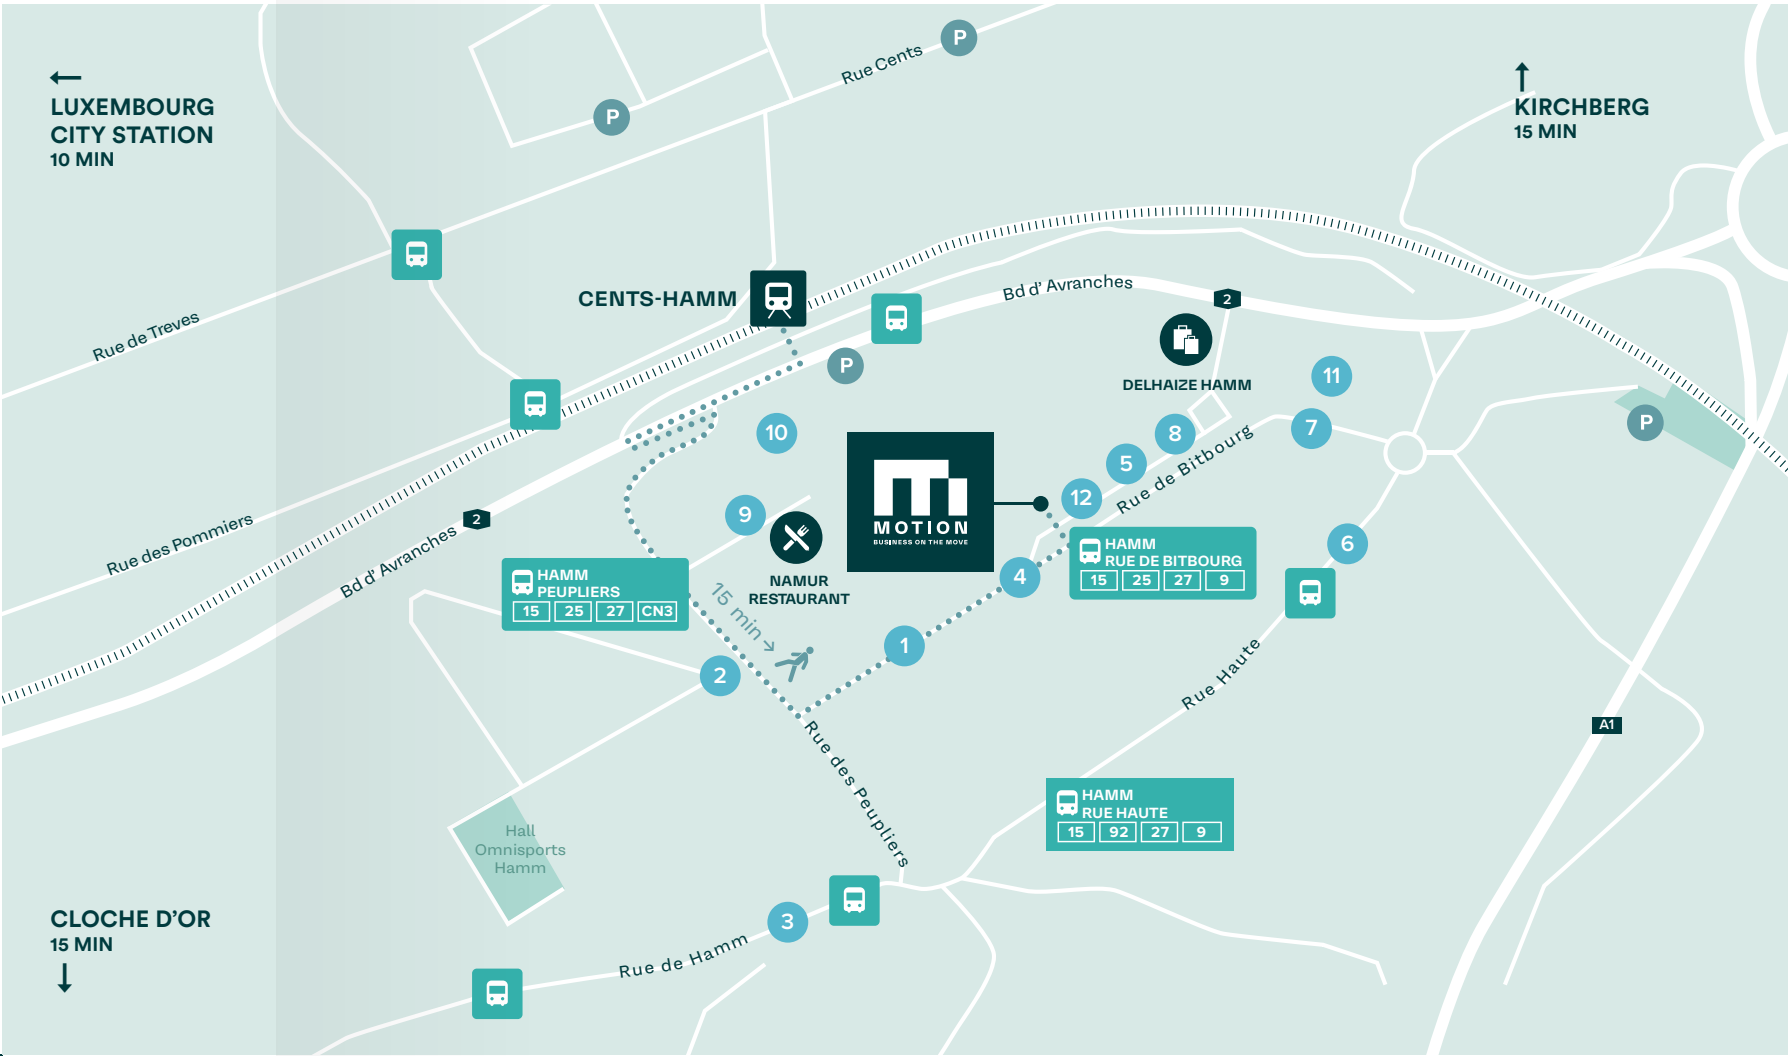 LUXEMBOURG
CITY STATION
10 MIN
KIRCHBERG
15 MIN
Rue Cents
P
P
Rue de Treves
CENTS-HAMM
Bd d' Avranches
2
P
DELHAIZE HAMM
11
7
8
10
5
P
12
Rue de Bitbourg
MOTION
BUSINESS ON THE MOVE
9
NAMUR
RESTAURANT
2
Bd d' Avranches
Rue des Pommiers
HAMM
PEUPLIERS
15 25 27 CN3
15 min
HAMM
RUE DE BITBOURG
15 25 27 9
4
6
1
2
Rue Haute
A1
Rue des Peupliers
HAMM
RUE HAUTE
15 92 27 9
Hall
Omnisports
Hamm
CLOCHE D'OR
15 MIN
3
Rue de Hamm